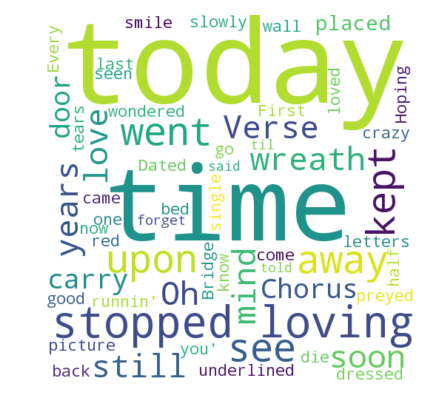 smile
slowly
wall
placed
Every
today
last
seen
loved
Hoping
door
tears
wondered
First
went
Verse
crazy
love
go
til
years
Dated
said
wreath
kept
time
single
came
one
bed
forget
now
red
letters
upon
Bridge
know
mind
come
told
away
half
carry
Oh
Chorus
good
runnin'
preyed
stopped loving
picture
you'
see
die
soon
back
still
underlined
dressed